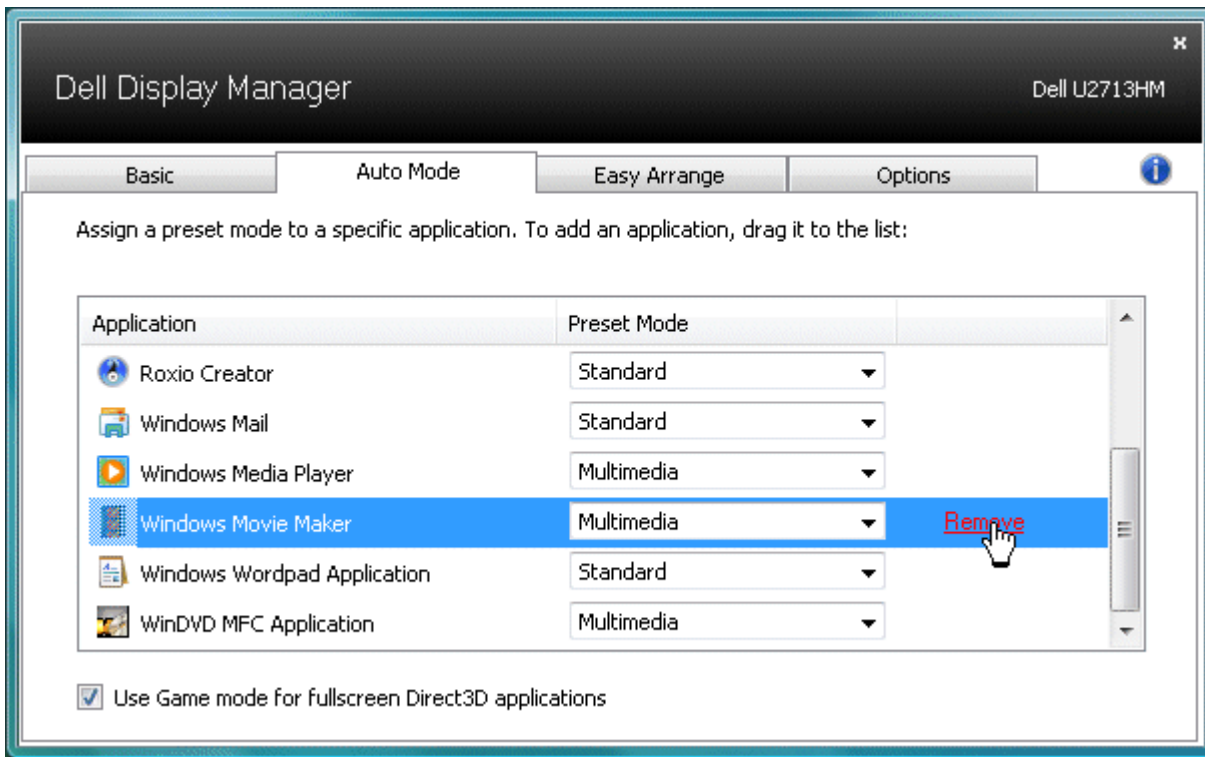 x
Dell Display Manager Dell U2713HM
Basic Auto Mode Easy Arrange Options i
Assign a preset mode to a specific application. To add an application, drag it to the list:
Application Preset Mode
Roxio Creator Standard
Windows Mail Standard
Windows Media Player Multimedia
Windows Movie Maker Multimedia Remove
Windows Wordpad Application Standard
WinDVD MFC Application Multimedia
Use Game mode for fullscreen Direct3D applications